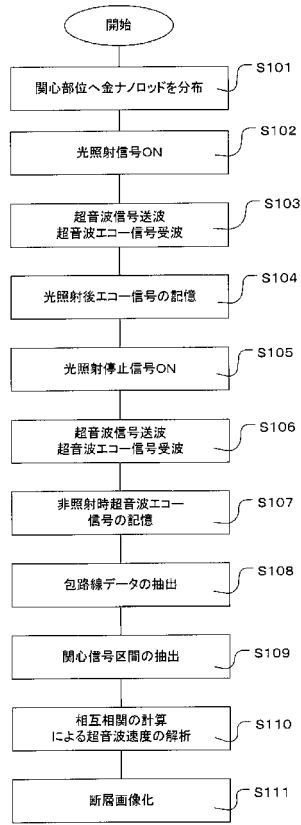 開始
関心部位へ金ナノロッドを分布
S101
光照射信号ON
S102
超音波信号送波
超音波エコー信号受波
S103
光照射後エコー信号の記憶
S104
光照射停止信号ON
S105
超音波信号送波
超音波エコー信号受波
S106
非照射時超音波エコー
信号の記憶
S107
包路線データの抽出
S108
関心信号区間の抽出
S109
相互相関の計算
による超音波速度の解析
S110
断層画像化
S111